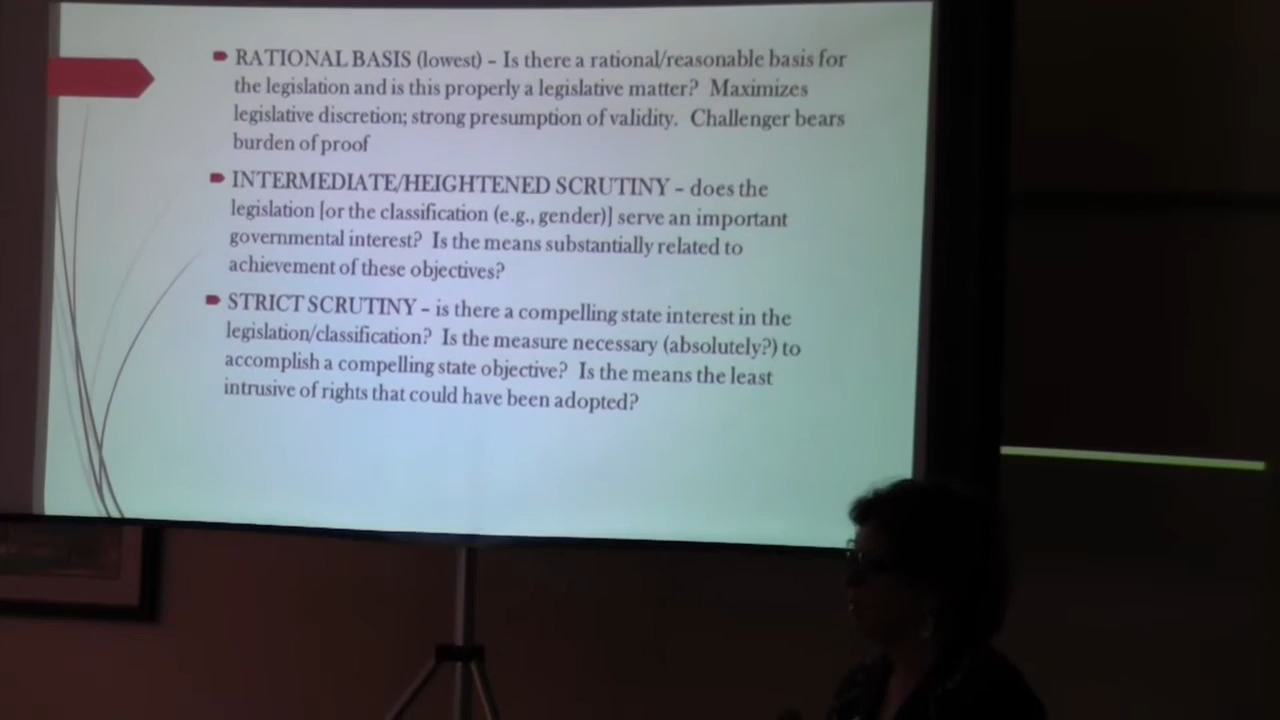 RATIONAL BASIS (lowest) – Is there a rational/reasonable basis for
the legislation and is this properly a legislative matter? Maximizes
legislative discretion; strong presumption of validity. Challenger bears
burden of proof
INTERMEDIATE/HEIGHTENED SCRUTINY – does the
legislation [or the classification (e.g., gender)] serve an important
governmental interest? Is the means substantially related to
achievement of these objectives?
STRICT SCRUTINY – is there a compelling state interest in the
legislation/classification? Is the measure necessary (absolutely?) to
accomplish a compelling state objective? Is the means the least
intrusive of rights that could have been adopted?